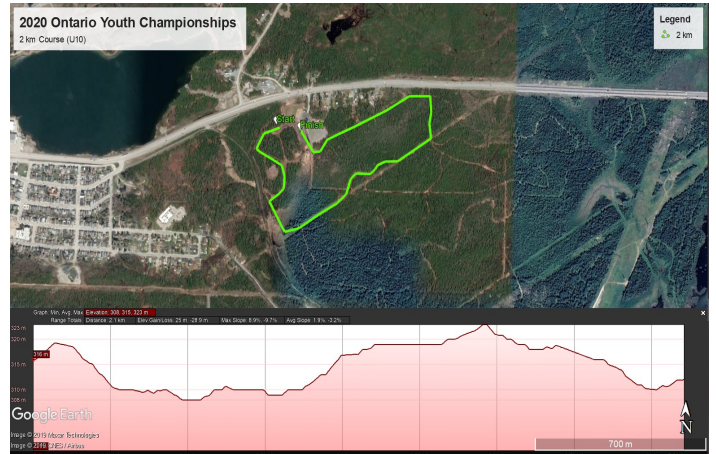 2020 Ontario Youth Championships
2 km Course (U10)
Legend
2 km
Start
Finish
Graph: Min, Avg, Max Elevation: 308, 315, 323 m
Range Totals: Distance: 2.1 km Elev Gain/Loss: 25 m, -28.9 m Max Slope: 8.9%, -9.7% Avg Slope: 1.9%, -3.2%
323 m
320 m
316 m
315 m
310 m
308 m
Google Earth
Image © 2019 Maxar Technologies
N
700 m